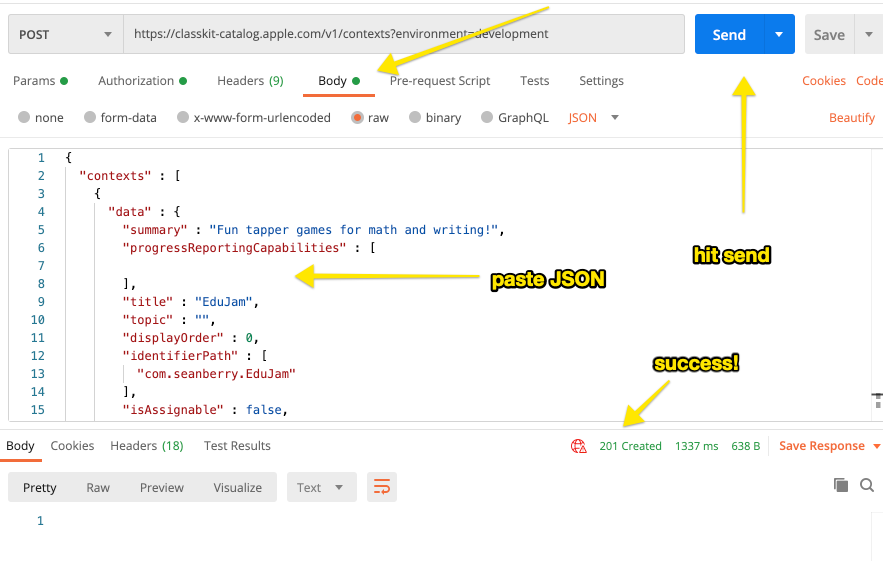 POST https://classkit-catalog.apple.com/v1/contexts?environment=development Send Save
Params Authorization Headers (9) Body Pre-request Script Tests Settings Cookies Code
none form-data x-www-form-urlencoded raw binary GraphQL JSON Beautify
1 {
2 "contexts" : [
3 {
4 "data" : {
5 "summary" : "Fun tapper games for math and writing!",
6 "progressReportingCapabilities" : [
7
hit send
8 ],
paste JSON
9 "title" : "EduJam",
10 "topic" : "",
11 "displayOrder" : 0,
12 "identifierPath" : [
success!
13 "com.seanberry.EduJam"
14 ],
15 "isAssignable" : false,
Body Cookies Headers (18) Test Results 201 Created 1337 ms 638 B Save Response
Pretty Raw Preview Visualize Text
1